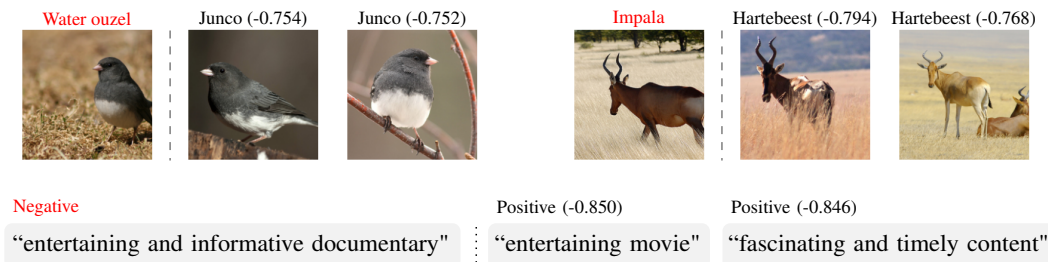 Water ouzel Junco (-0.754) Junco (-0.752) Impala Hartebeest (-0.794) Hartebeest (-0.768)
Negative Positive (-0.850) Positive (-0.846)
“entertaining and informative documentary" “entertaining movie" “fascinating and timely content"